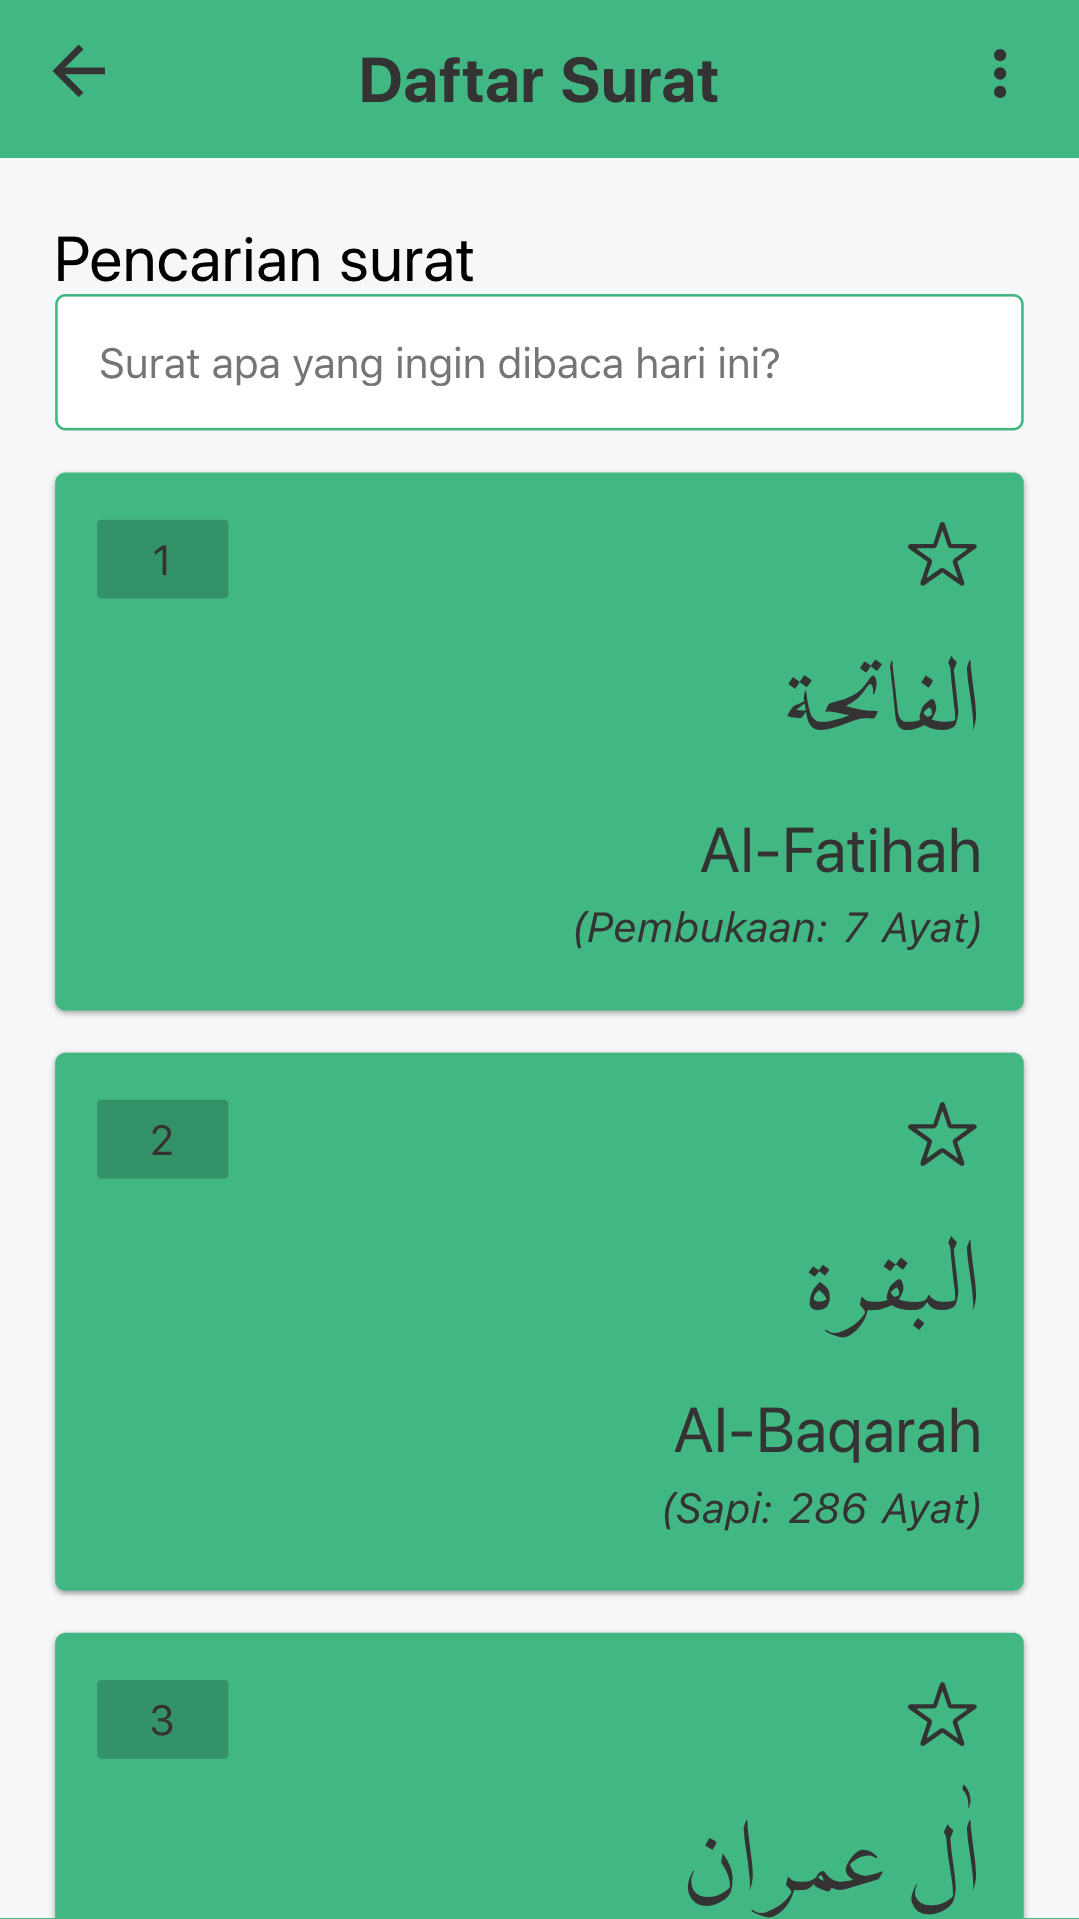 Daftar Surat
Pencarian surat
Surat apa yang ingin dibaca hari ini?
1
الفاتحة
Al-Fatihah
(Pembukaan: 7 Ayat)
2
البقرة
Al-Baqarah
(Sapi: 286 Ayat)
3
اٰل عمران